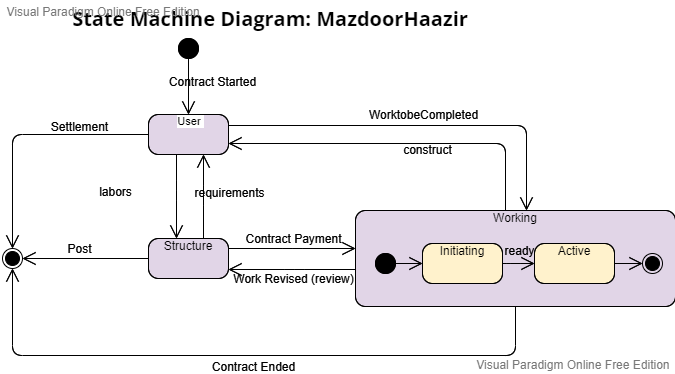 Visual Paradigm Online Free Edition
State Machine Diagram: MazdoorHaazir
Contract Started
User
Settlement
WorktobeCompleted
construct
labors
requirements
Working
Structure
Contract Payment
Post
Initiating
ready
Active
Work Revised (review)
Contract Ended
Visual Paradigm Online Free Edition